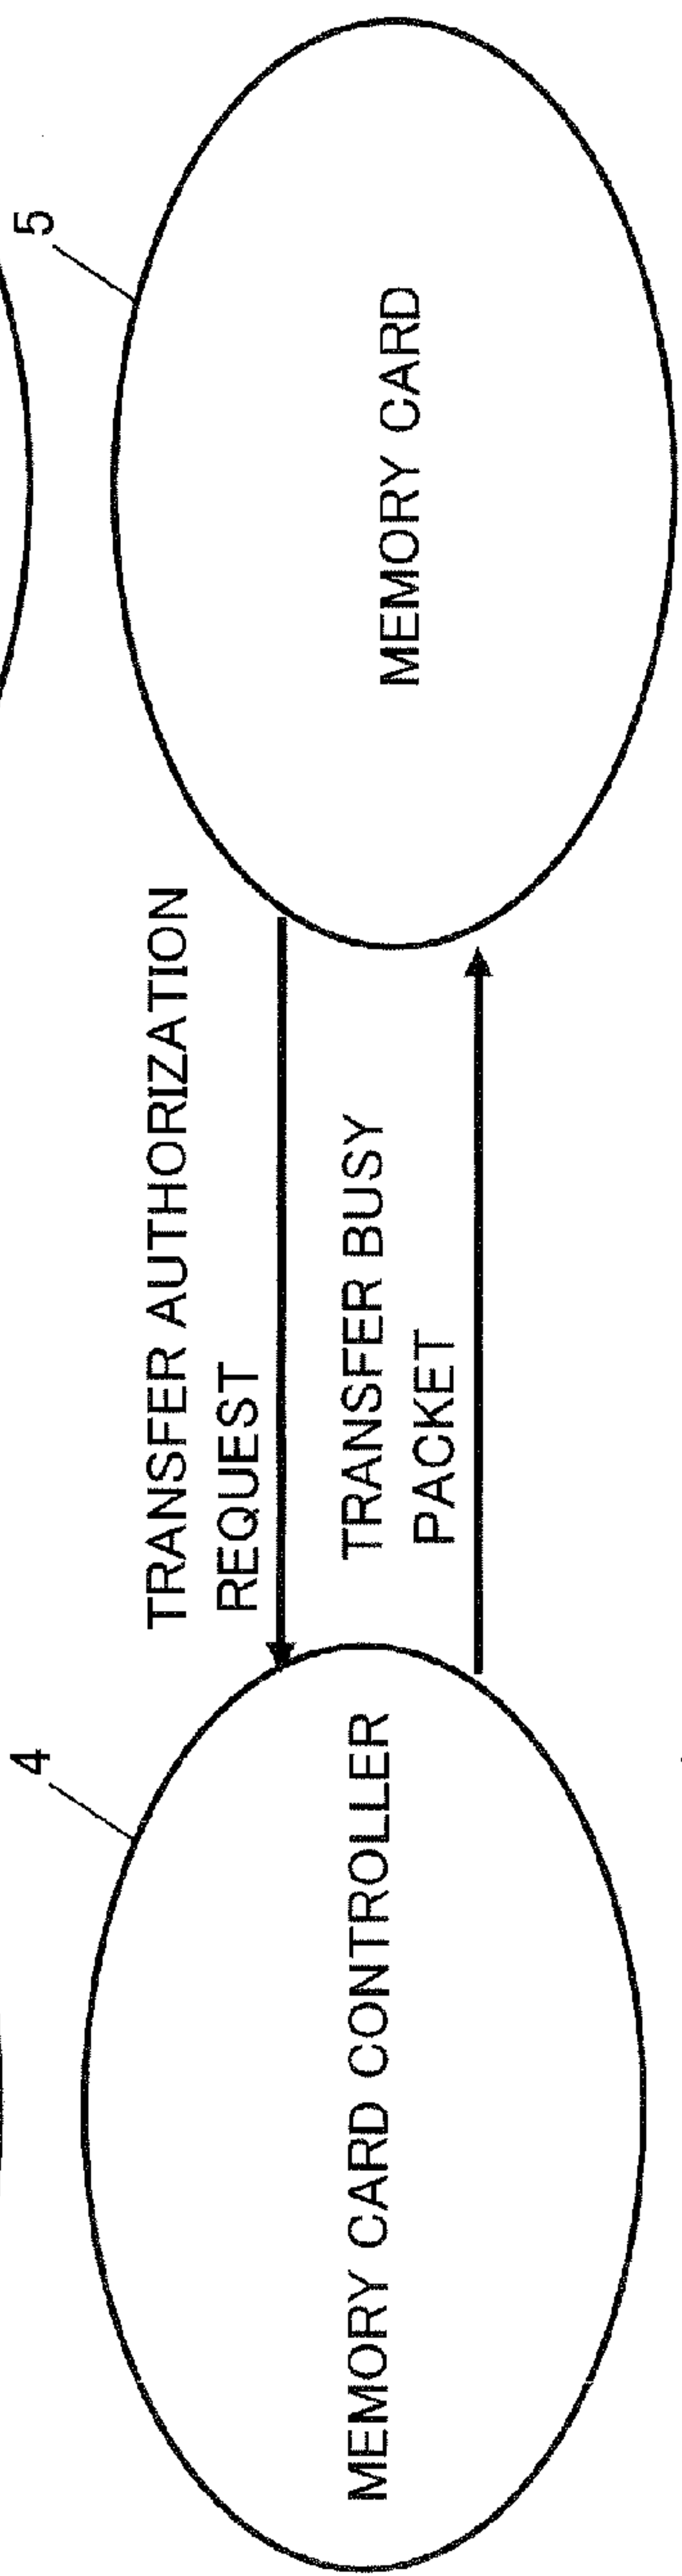 4
5
TRANSFER AUTHORIZATION
REQUEST
MEMORY CARD CONTROLLER
TRANSFER BUSY
PACKET
MEMORY CARD